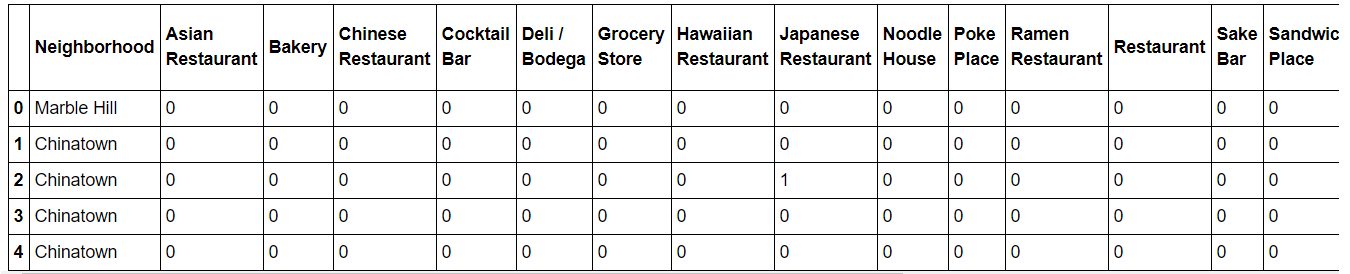 Neighborhood Asian Restaurant Bakery Chinese Restaurant Cocktail Bar Deli / Bodega Grocery Store Hawaiian Restaurant Japanese Restaurant Noodle House Poke Place Ramen Restaurant Restaurant Sake Bar Sandwic Place
0 Marble Hill 0 0 0 0 0 0 0 0 0 0 0 0 0 0
1 Chinatown 0 0 0 0 0 0 0 0 0 0 0 0 0 0
2 Chinatown 0 0 0 0 0 0 0 1 0 0 0 0 0 0
3 Chinatown 0 0 0 0 0 0 0 0 0 0 0 0 0 0
4 Chinatown 0 0 0 0 0 0 0 0 0 0 0 0 0 0